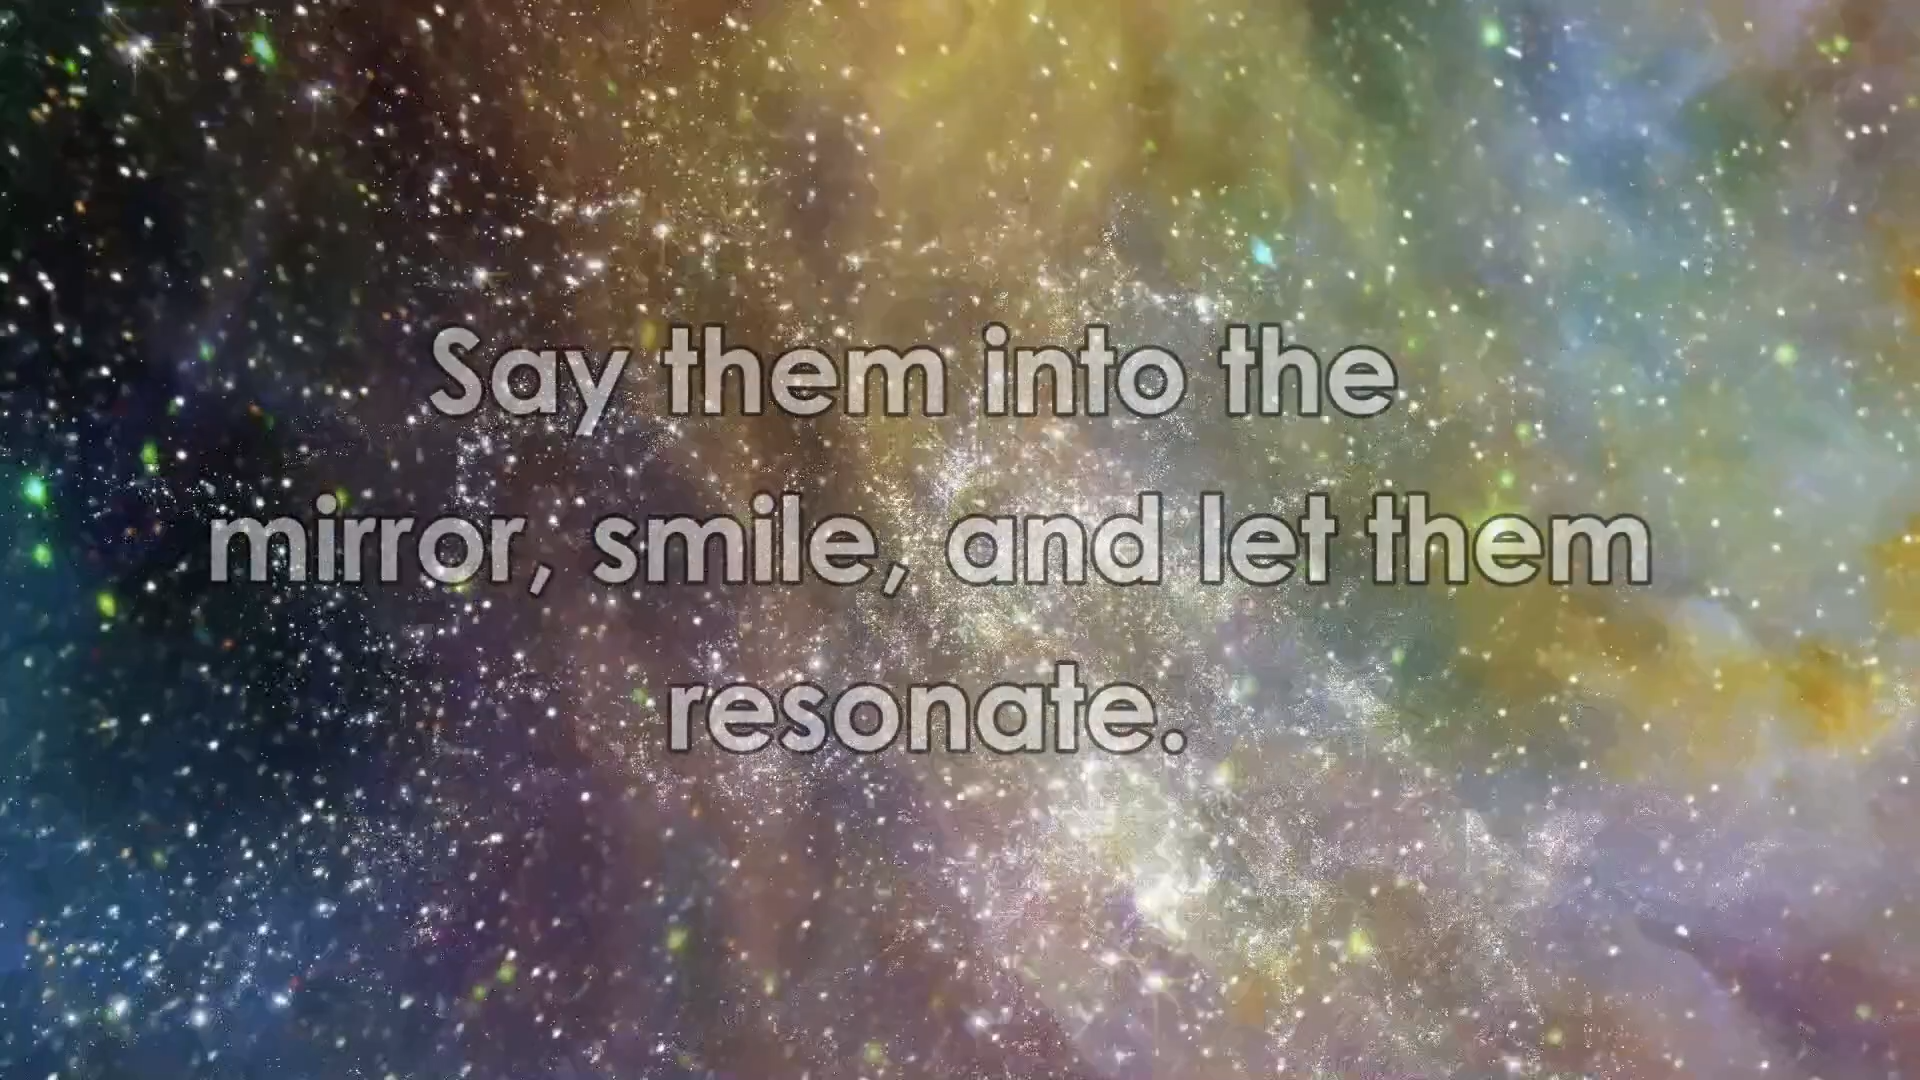 Say them into the
mirror, smile, and let them
resonate.